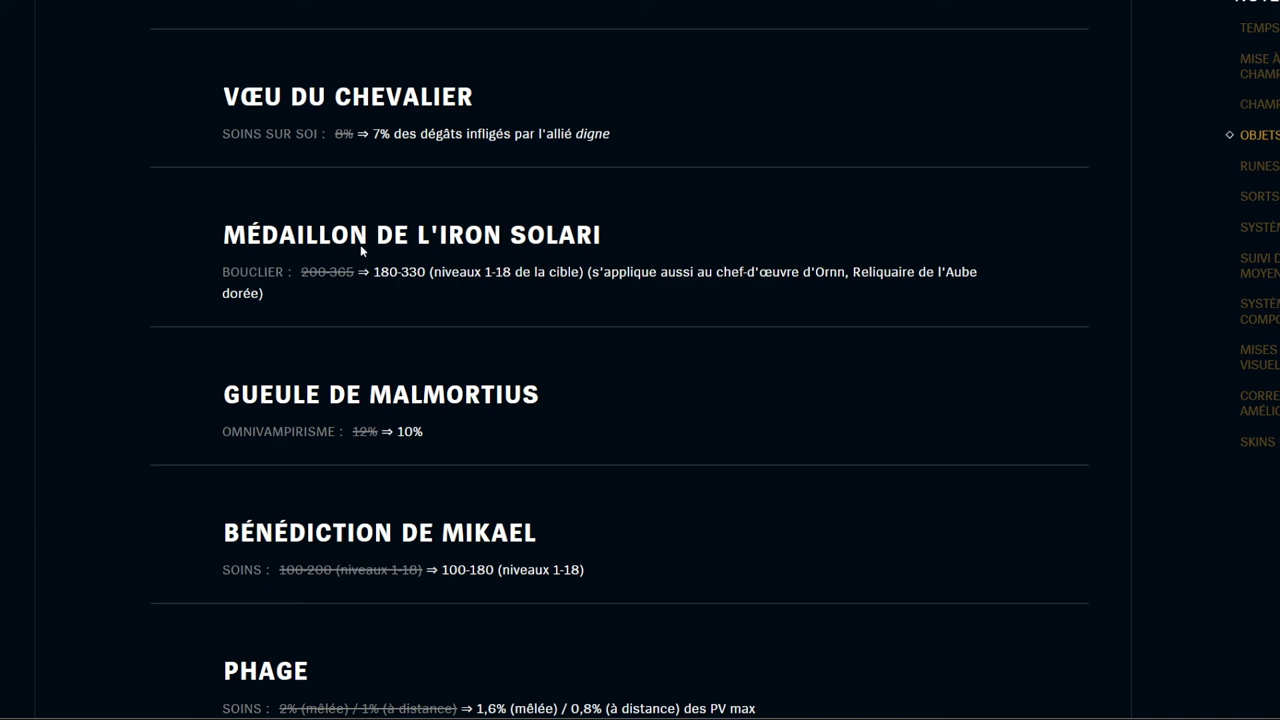 VŒU DU CHEVALIER
SOINS SUR SOI : 8% ⇒ 7% des dégâts infligés par l'allié digne
MÉDAILLON DE L'IRON SOLARI
BOUCLIER : 200-365 ⇒ 180-330 (niveaux 1-18 de la cible) (s'applique aussi au chef-d'œuvre d'Ornn, Reliquaire de l'Aube
dorée)
GUEULE DE MALMORTIUS
OMNIVAMPIRISME : 12% ⇒ 10%
BÉNÉDICTION DE MIKAEL
SOINS : 100-200 (niveaux 1-18) ⇒ 100-180 (niveaux 1-18)
PHAGE
SOINS : 2% (mêlée) / 1% (à distance) ⇒ 1,6% (mêlée) / 0,8% (à distance) des PV max
TEMPS
MISE À
CHAMP
CHAMP
OBJETS
RUNES
SORTS
SYSTÈ
SUIVI D
MOYEN
SYSTÈ
COMPO
MISES
VISUEL
CORRE
AMÉLIO
SKINS